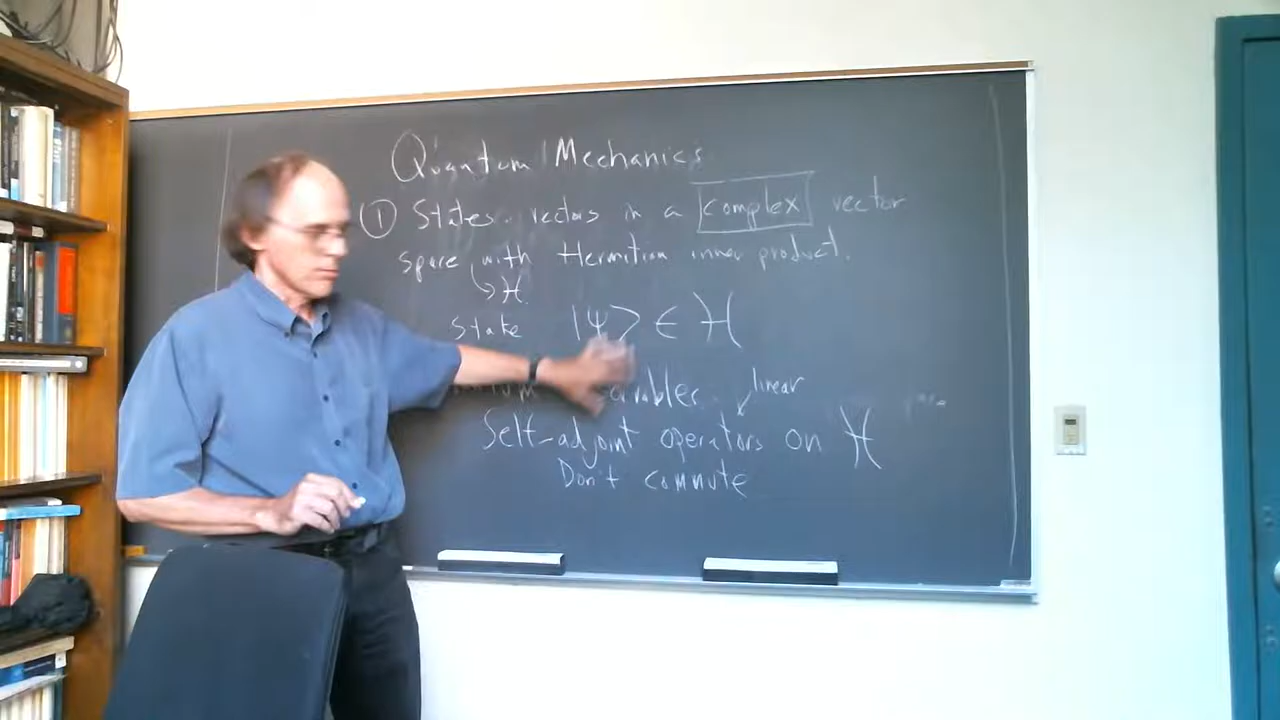 Quantum Mechanics
① States. vectors in a complex vector
space with Hermitian inner product.
↳ H
State |Ψ> ∈ H
linear
Self-adjoint operators on H
Don't commute